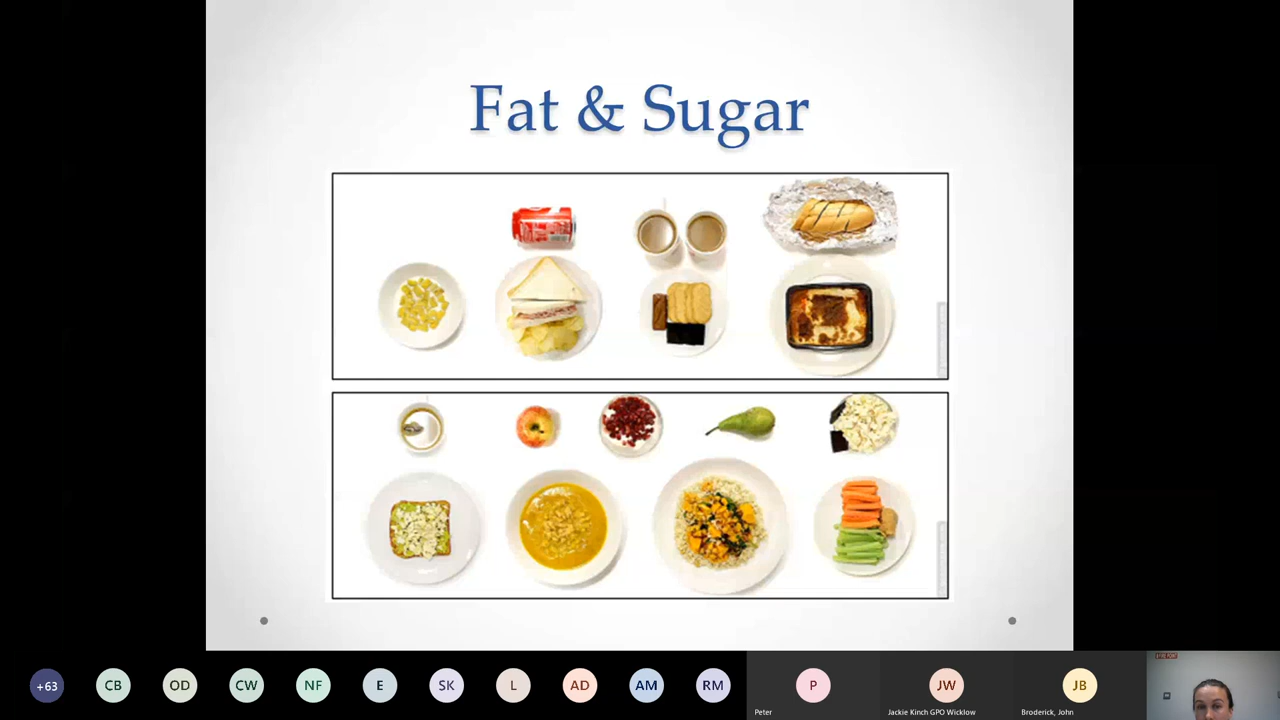 Fat & Sugar
+63
CB
OD
CW
NF
E
SK
L
AD
AM
RM
P
JW
JB
Peter
Jackie Kinch GPO Wicklow
Broderick, John